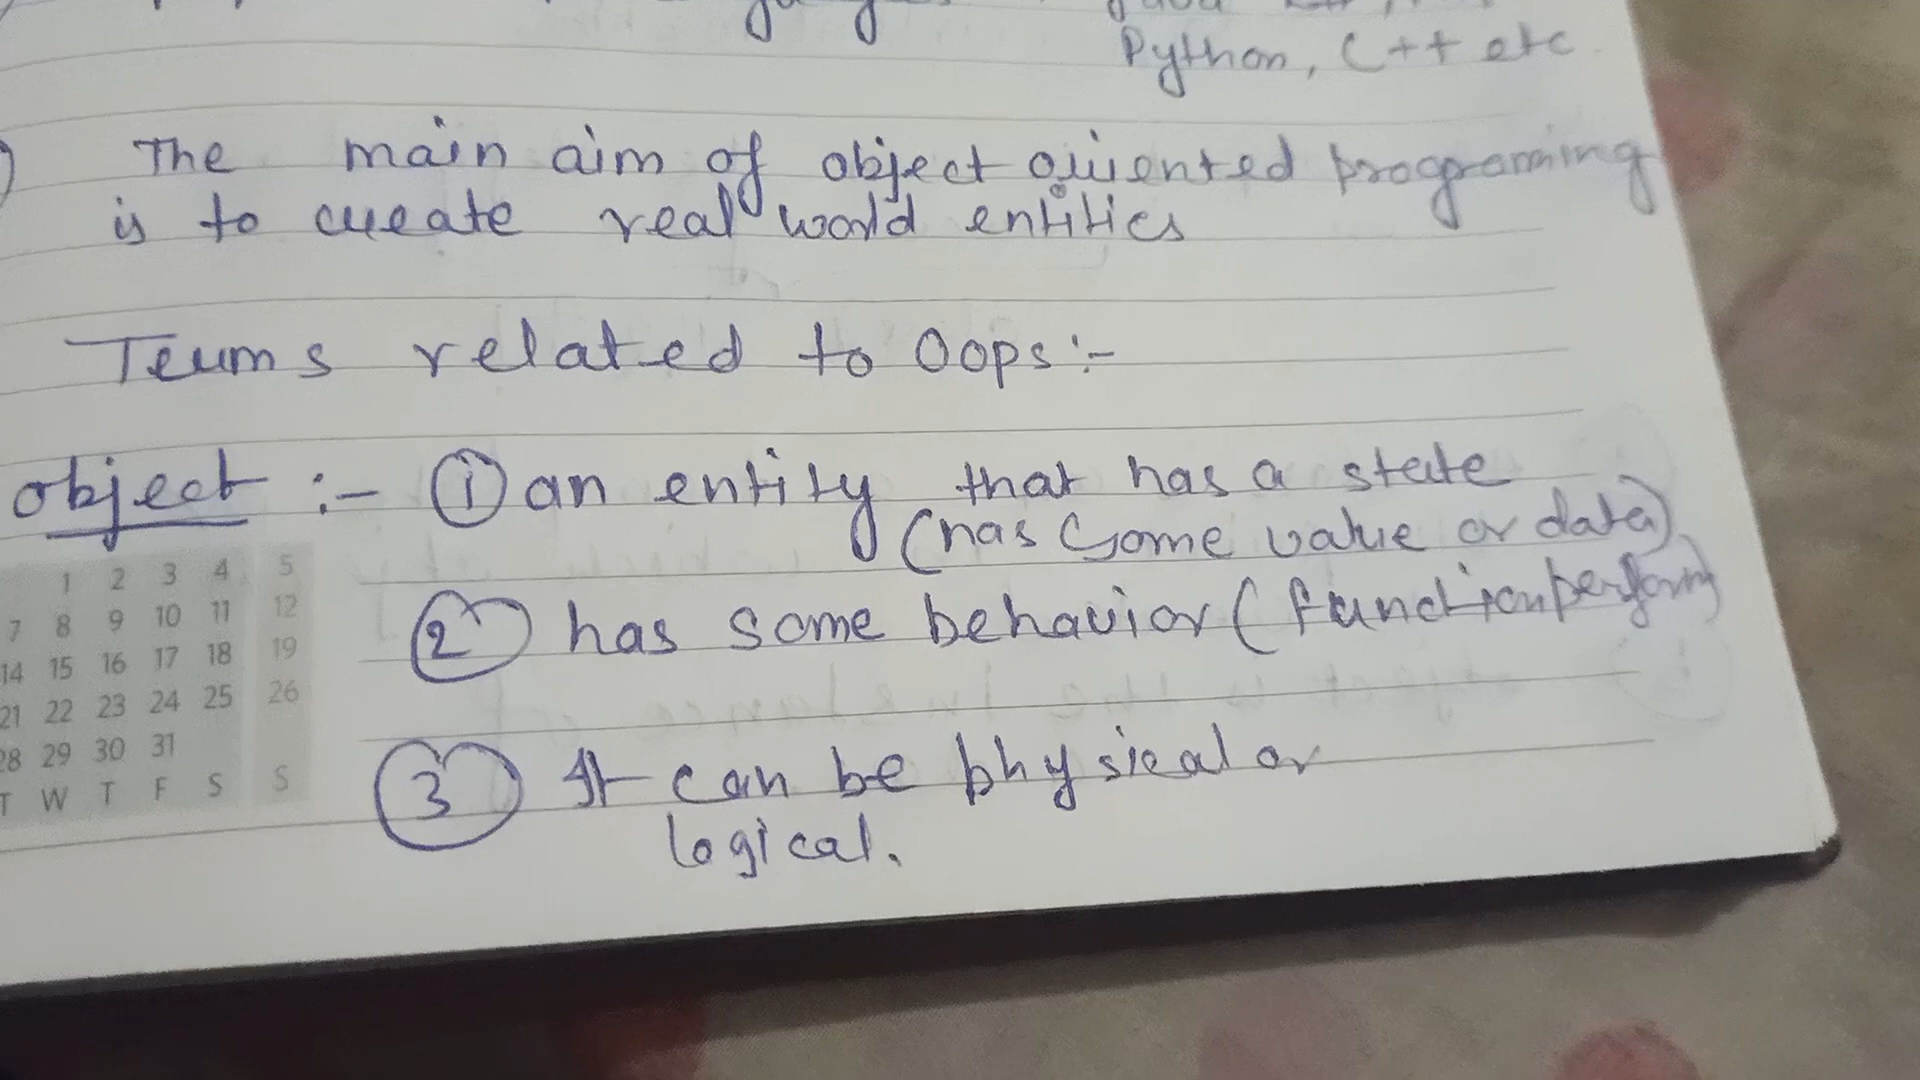 Python, C++ etc
The main aim of object oriented programming
is to create real world entities
Terms related to Oops:-
object :- ① an entity that has a state
(has some value or data)
② has some behavior (function perform)
③ It can be physical or
logical.
1 2 3 4 5
7 8 9 10 11 12
14 15 16 17 18 19
21 22 23 24 25 26
28 29 30 31
T W T F S S